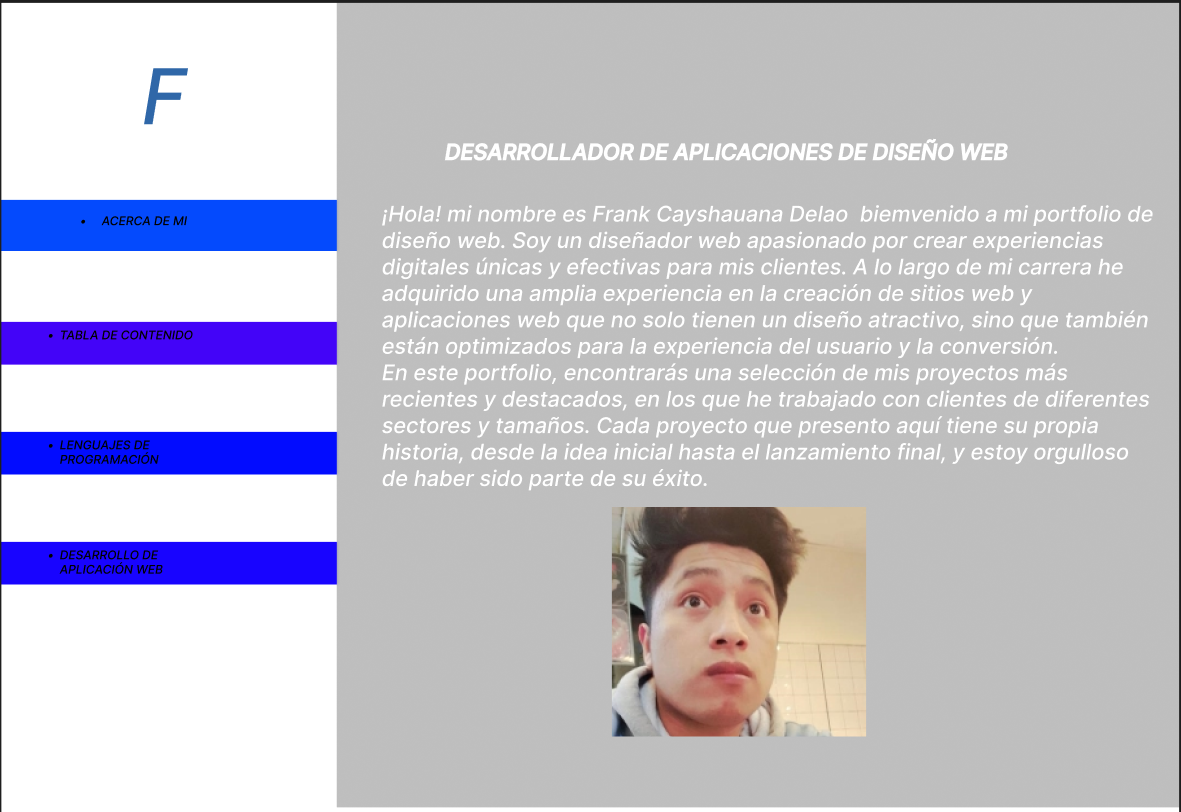 F
• ACERCA DE MI
• TABLA DE CONTENIDO
• LENGUAJES DE
PROGRAMACIÓN
• DESARROLLO DE
APLICACIÓN WEB
DESARROLLADOR DE APLICACIONES DE DISEÑO WEB
¡Hola! mi nombre es Frank Cayshauana Delao  biemvenido a mi portfolio de
diseño web. Soy un diseñador web apasionado por crear experiencias
digitales únicas y efectivas para mis clientes. A lo largo de mi carrera he
adquirido una amplia experiencia en la creación de sitios web y
aplicaciones web que no solo tienen un diseño atractivo, sino que también
están optimizados para la experiencia del usuario y la conversión.
En este portfolio, encontrarás una selección de mis proyectos más
recientes y destacados, en los que he trabajado con clientes de diferentes
sectores y tamaños. Cada proyecto que presento aquí tiene su propia
historia, desde la idea inicial hasta el lanzamiento final, y estoy orgulloso
de haber sido parte de su éxito.